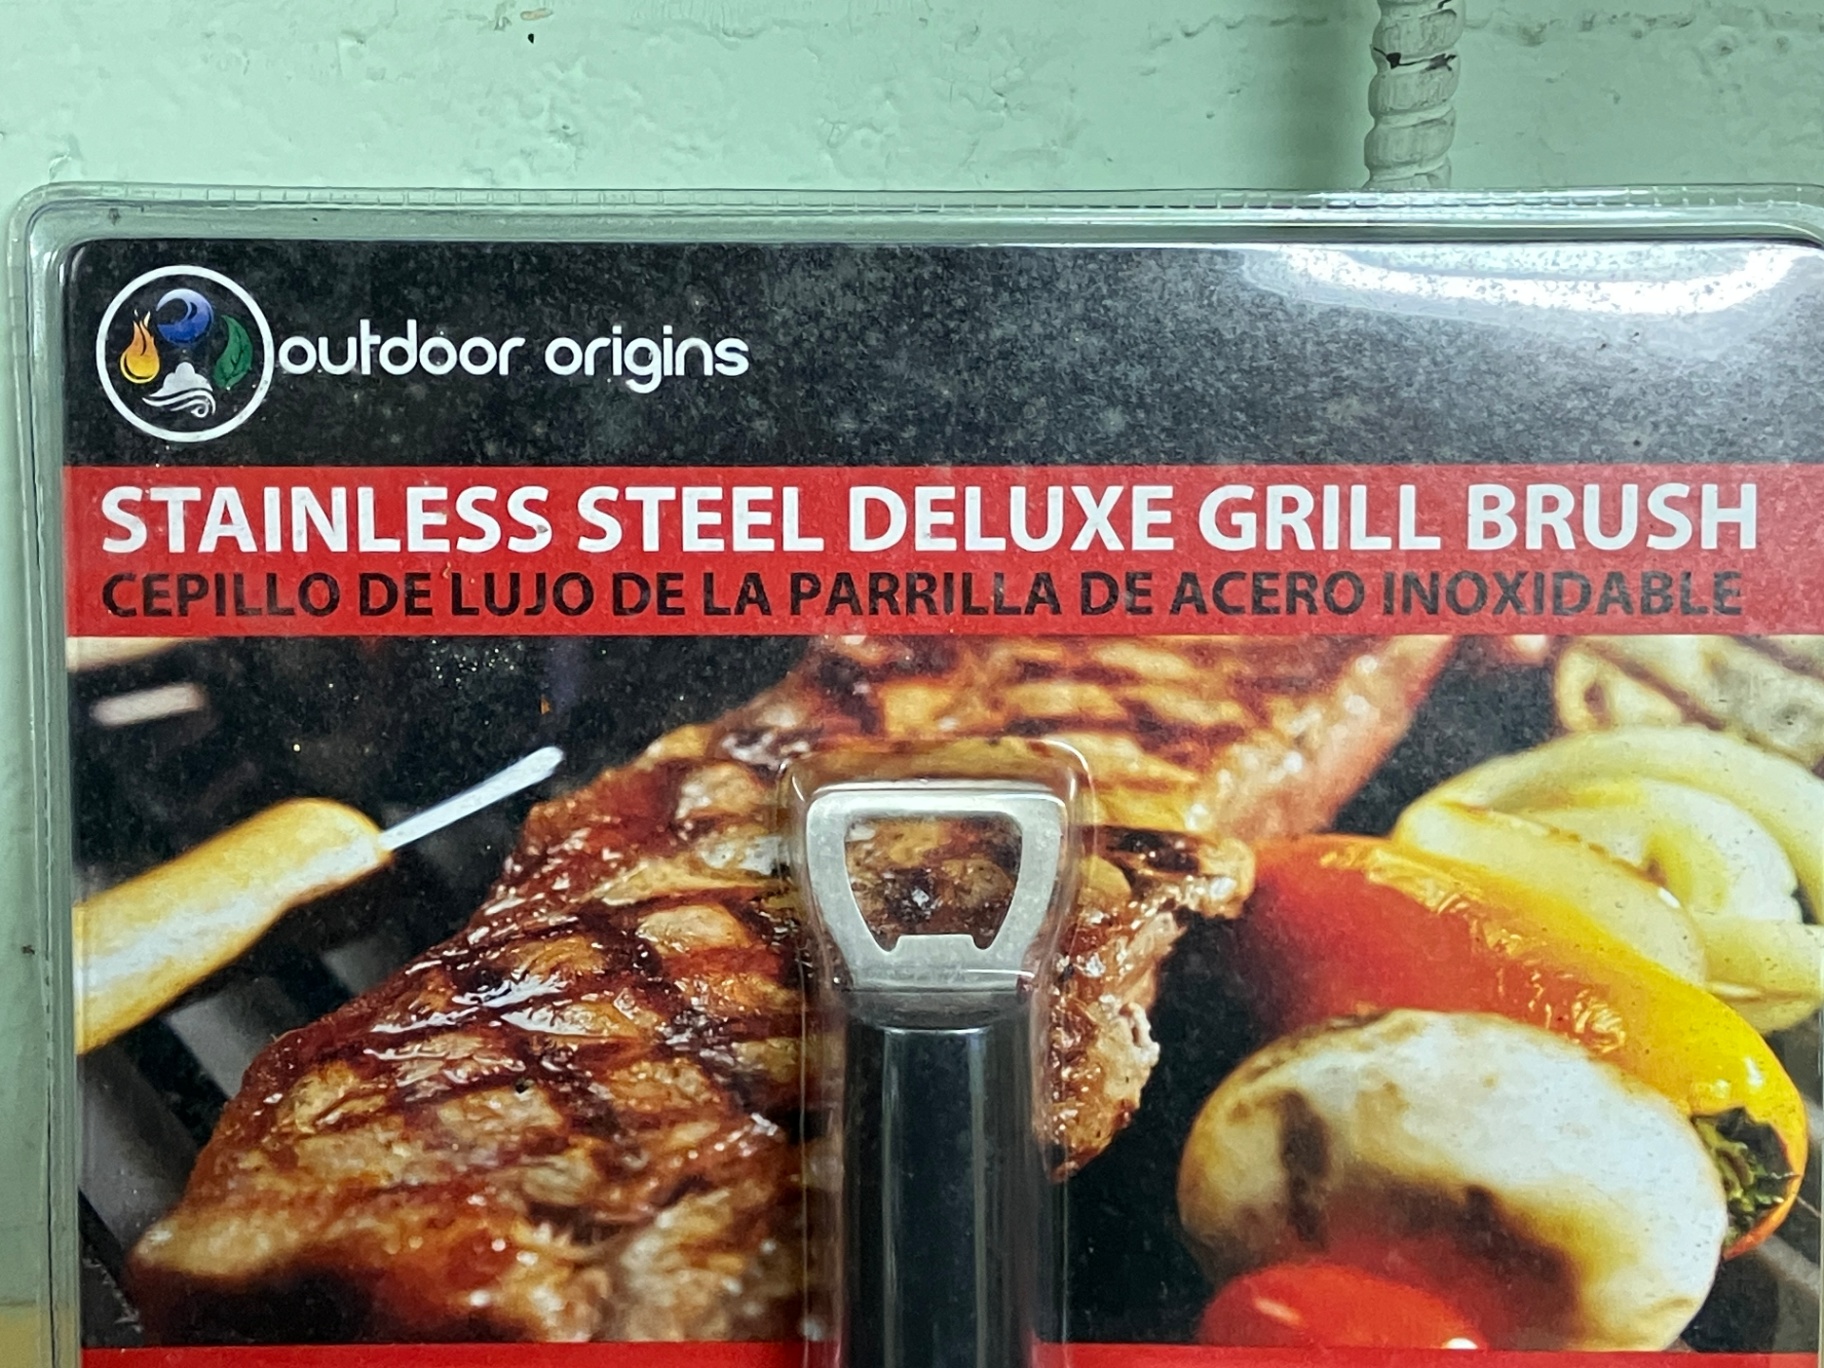 outdoor origins
STAINLESS STEEL DELUXE GRILL BRUSH
CEPILLO DE LUJO DE LA PARRILLA DE ACERO INOXIDABLE